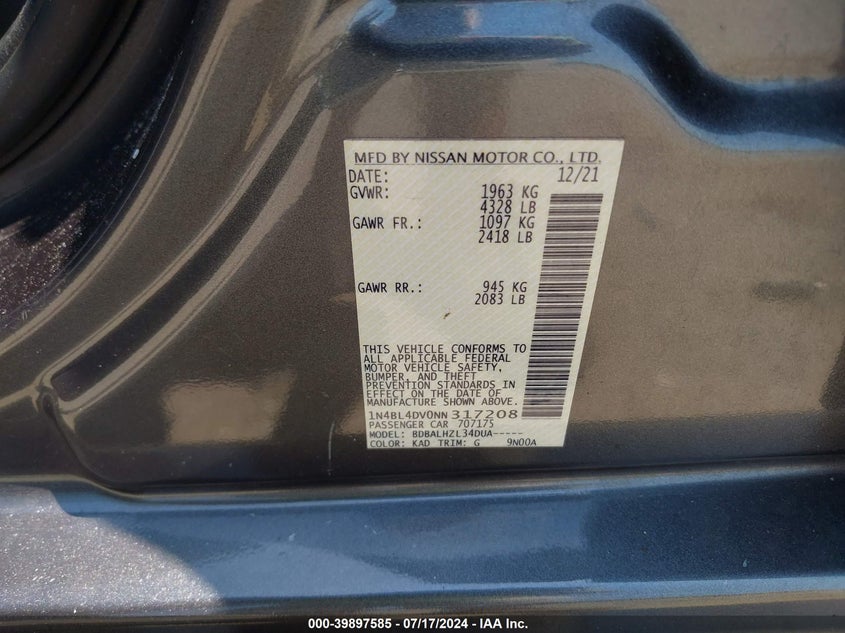 MFD BY NISSAN MOTOR CO., LTD.
DATE: 12/21
GVWR: 1963 KG
4328 LB
GAWR FR.: 1097 KG
2418 LB
GAWR RR.: 945 KG
2083 LB
THIS VEHICLE CONFORMS TO
ALL APPLICABLE FEDERAL
MOTOR VEHICLE SAFETY,
BUMPER, AND THEFT
PREVENTION STANDARDS IN
EFFECT ON THE DATE OF
MANUFACTURE SHOWN ABOVE.
1N4BL4DV0NN317208
PASSENGER CAR 707175
MODEL: BDBALHZL34DUA-----
COLOR: KAD TRIM: G 9N00A
000-39897585 / 07/17/2024 - IAA Inc.